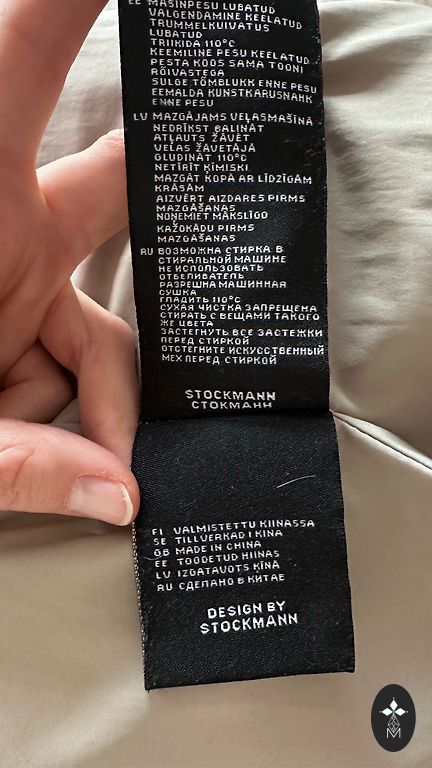 EE MASINPESU LUBATUD
VALGENDAMINE KEELATUD
TRUMMELKUIVATUS
LUBATUD
TRIIKIDA 110°C
KEEMILINE PESU KEELATUD
PESTA KOOS SAMA TOONI
RÕIVASTEGA
SULGE TÕMBLUKK ENNE PESU
EEMALDA KUNSTKARUSNAHK
ENNE PESU
LV MAZGĀJAMS VEĻASMAŠĪNĀ
NEDRĪKST BALINĀT
ATĻAUTS ŽĀVĒT
VEĻAS ŽĀVĒTĀJĀ
GLUDINĀT 110°C
NETĪRĪT ĶĪMISKI
MAZGĀT KOPĀ AR LĪDZĪGĀM
KRĀSĀM
AIZVĒRT AIZDARES PIRMS
MAZGĀŠANAS
NOŅEMIET MĀKSLĪGO
KAŽOKĀDU PIRMS
MAZGĀŠANAS
RU ВОЗМОЖНА СТИРКА В
СТИРАЛЬНОЙ МАШИНЕ
НЕ ИСПОЛЬЗОВАТЬ
ОТБЕЛИВАТЕЛЬ
РАЗРЕШНА МАШИННАЯ
СУШКА
ГЛАДИТЬ 110°C
СУХАЯ ЧИСТКА ЗАПРЕЩЕНА
СТИРАТЬ С ВЕЩАМИ ТАКОГО
ЖЕ ЦВЕТА
ЗАСТЕГНУТЬ ВСЕ ЗАСТЕЖКИ
ПЕРЕД СТИРКОЙ
ОТСТЕГНИТЕ ИСКУССТВЕННЫЙ
МЕХ ПЕРЕД СТИРКОЙ
STOCKMANN
СТОКМАНН
FI VALMISTETTU KIINASSA
SE TILLVERKAD I KINA
GB MADE IN CHINA
EE TOODETUD HIINAS
LV IZGATAVOTS ĶĪNĀ
RU СДЕЛАНО В КИТАЕ
DESIGN BY
STOCKMANN
M